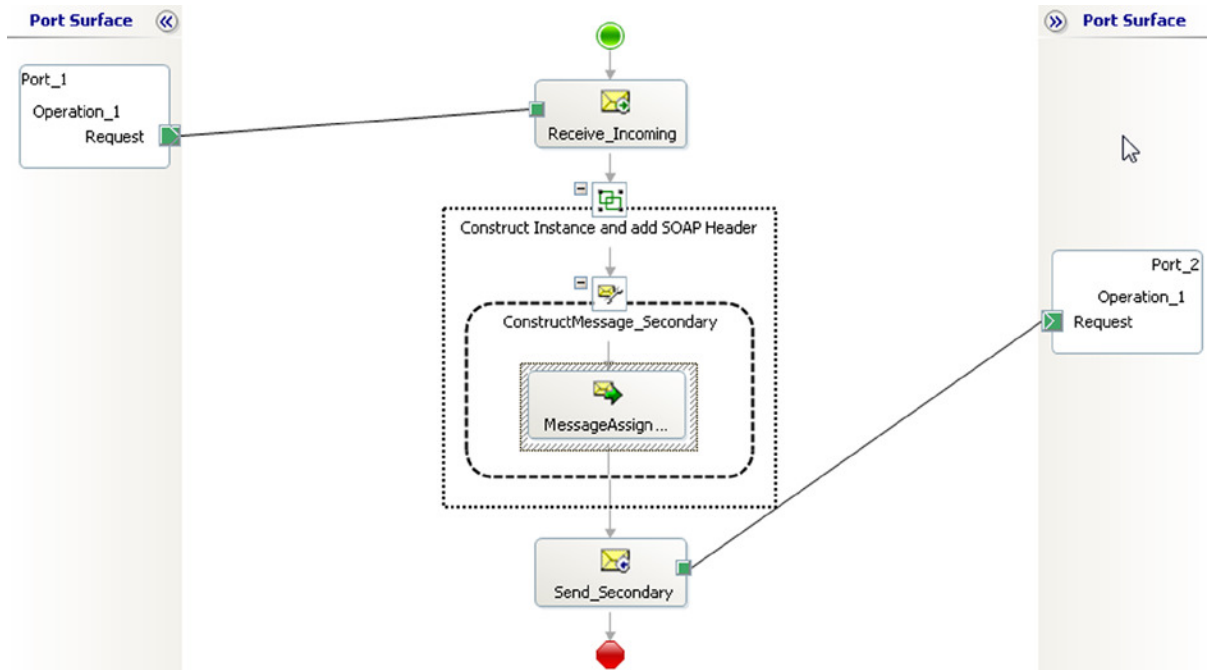 Port Surface
Port_1
Operation_1
Request
Receive_Incoming
Construct Instance and add SOAP Header
ConstructMessage_Secondary
MessageAssign ...
Send_Secondary
Port Surface
Port_2
Operation_1
Request